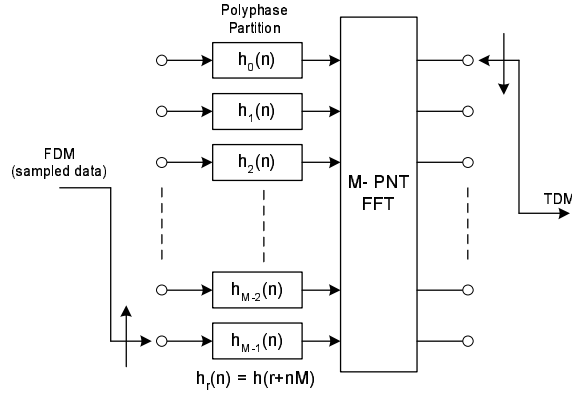 Polyphase
Partition
h₀(n)
h₁(n)
h₂(n)
FDM
(sampled data)
M- PNT
FFT
TDM
hM-2(n)
hM-1(n)
hr(n) = h(r+nM)